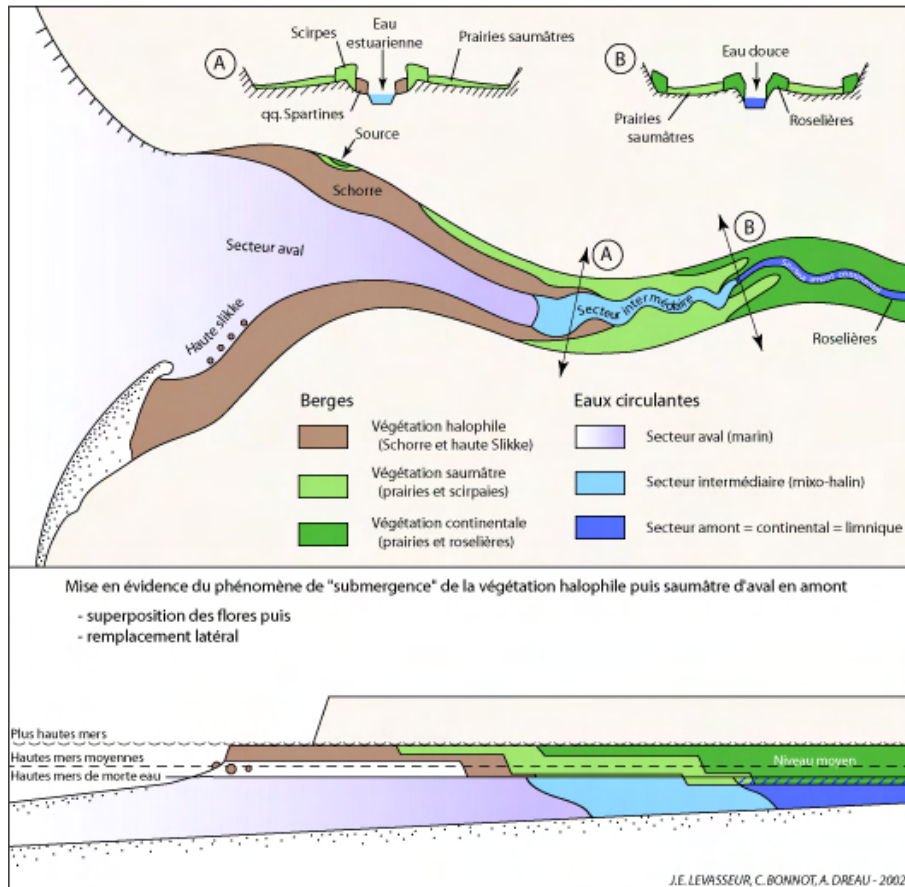 A
Scirpes
Eau
estuarienne
Prairies saumâtres
qq. Spartines
B
Eau douce
Prairies
saumâtres
Roselières
Source
Schorre
Secteur aval
Haute slikke
A
Secteur intermédiaire
B
Secteur amont continental
Roselières
Berges
Végétation halophile
(Schorre et haute Slikke)
Végétation saumâtre
(prairies et scirpaies)
Végétation continentale
(prairies et roselières)
Eaux circulantes
Secteur aval (marin)
Secteur intermédiaire (mixo-halin)
Secteur amont = continental = limnique
Mise en évidence du phénomène de "submergence" de la végétation halophile puis saumâtre d'aval en amont
- superposition des flores puis
- remplacement latéral
Plus hautes mers
Hautes mers moyennes
Hautes mers de morte eau
Niveau moyen
J.E. LEVASSEUR, C. BONNOT, A. DREAU - 2002